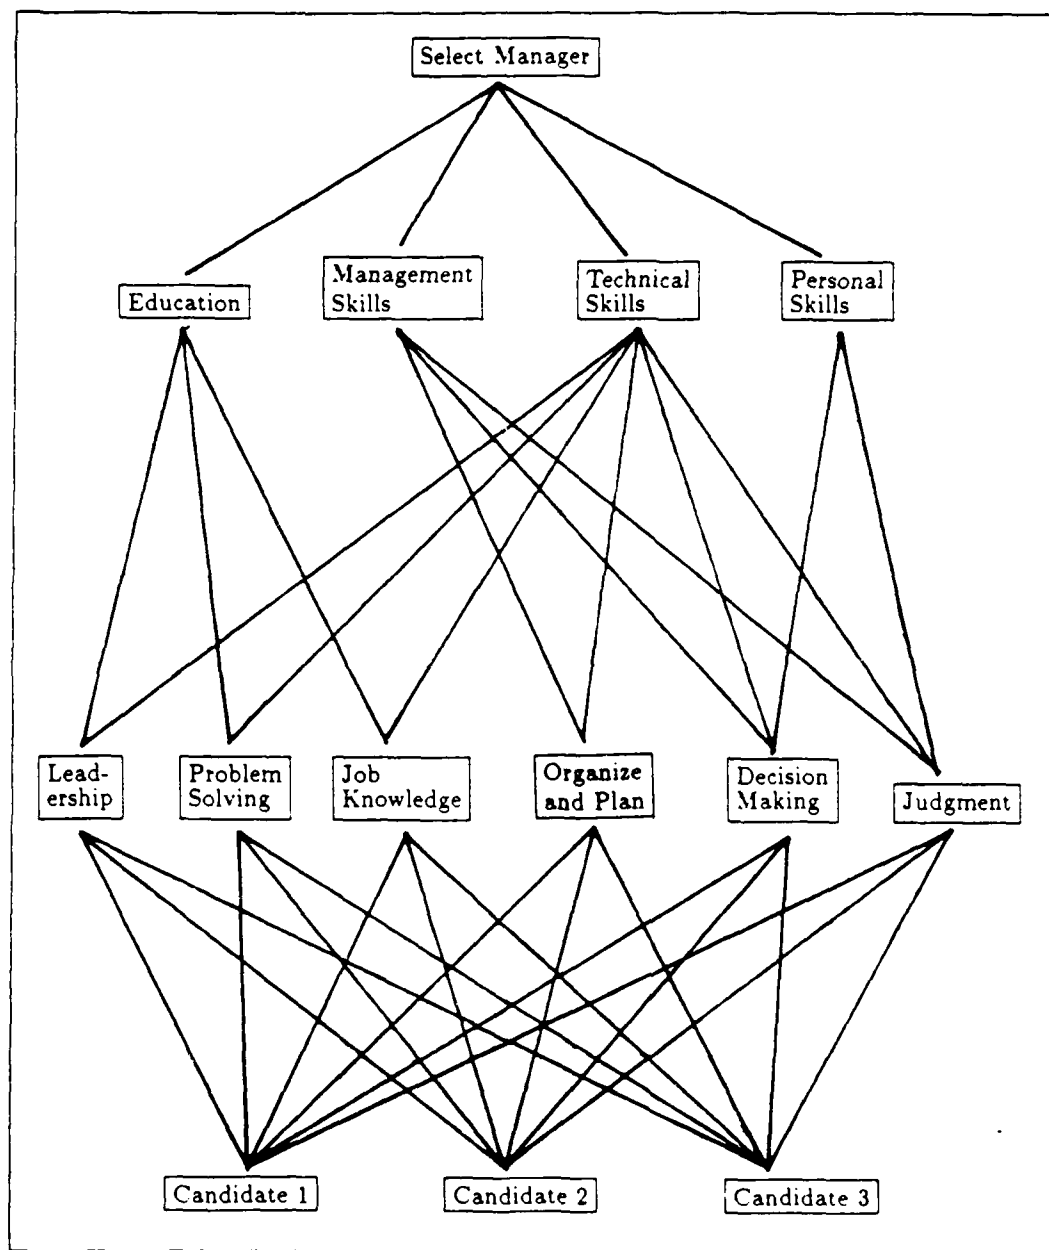 Select Manager
Education
Management
Skills
Technical
Skills
Personal
Skills
Lead-
ership
Problem
Solving
Job
Knowledge
Organize
and Plan
Decision
Making
Judgment
Candidate 1
Candidate 2
Candidate 3